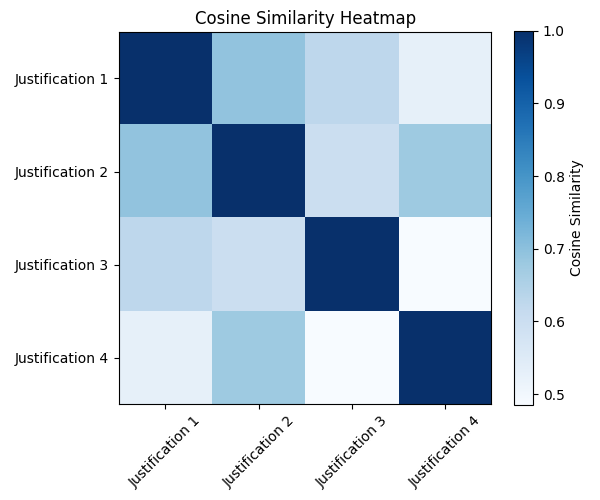 Cosine Similarity Heatmap
Justification 1
Justification 2
Justification 3
Justification 4
Justification 1
Justification 2
Justification 3
Justification 4
1.0
0.9
0.8
0.7
0.6
0.5
Cosine Similarity